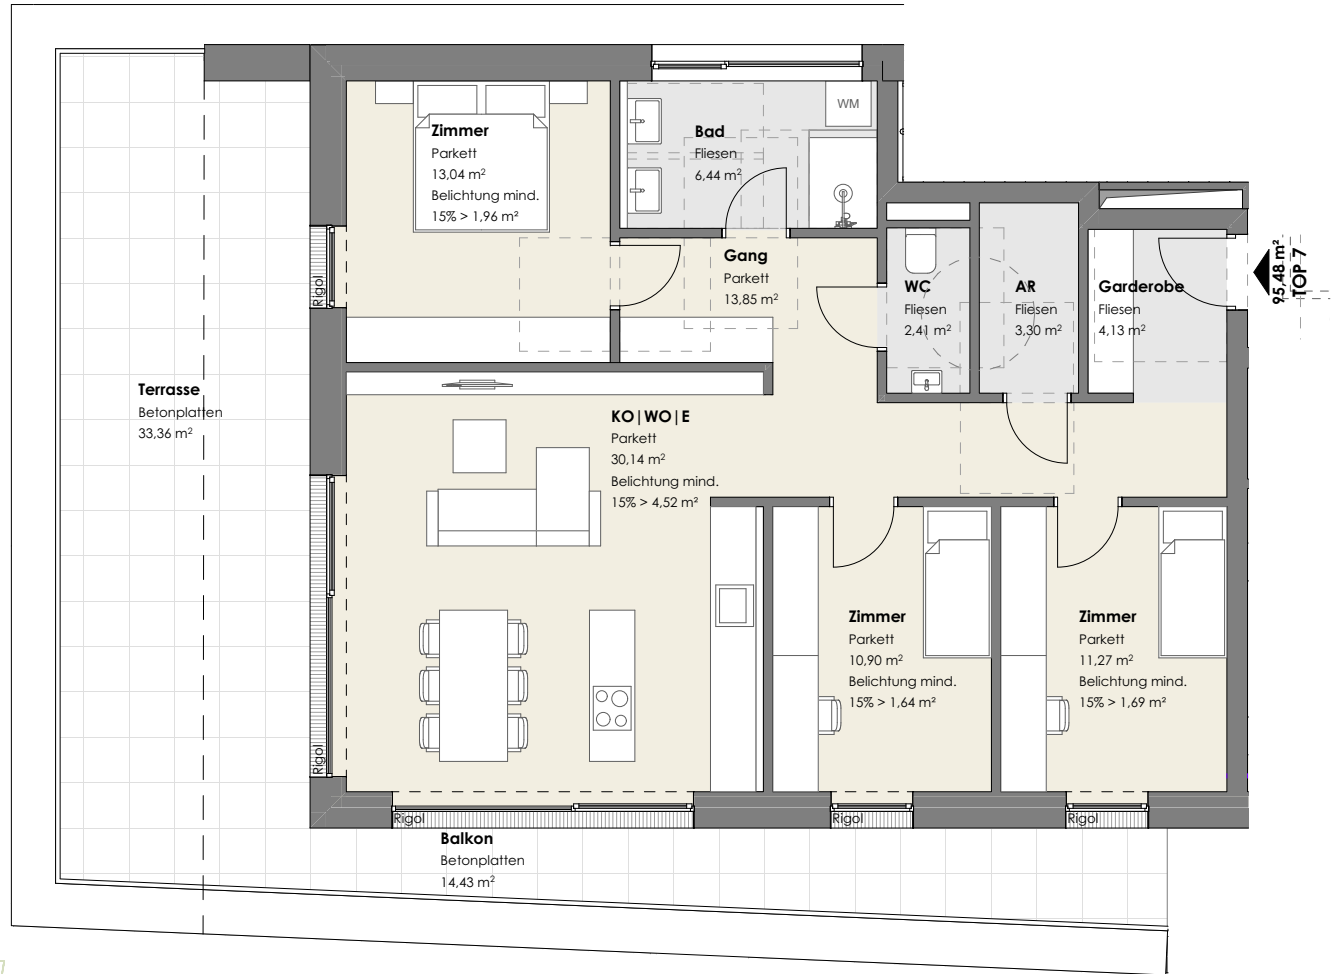 Zimmer
Parkett
13,04 m²
Belichtung mind.
15% > 1,96 m²
Bad
Fliesen
6,44 m²
WM
Gang
Parkett
13,85 m²
WC
Fliesen
2,41 m²
AR
Fliesen
3,30 m²
Garderobe
Fliesen
4,13 m²
95,48 m²
TOP 7
Rigol
Terrasse
Betonplatten
33,36 m²
KO|WO|E
Parkett
30,14 m²
Belichtung mind.
15% > 4,52 m²
Zimmer
Parkett
10,90 m²
Belichtung mind.
15% > 1,64 m²
Zimmer
Parkett
11,27 m²
Belichtung mind.
15% > 1,69 m²
Rigol
Rigol
Rigol
Rigol
Balkon
Betonplatten
14,43 m²